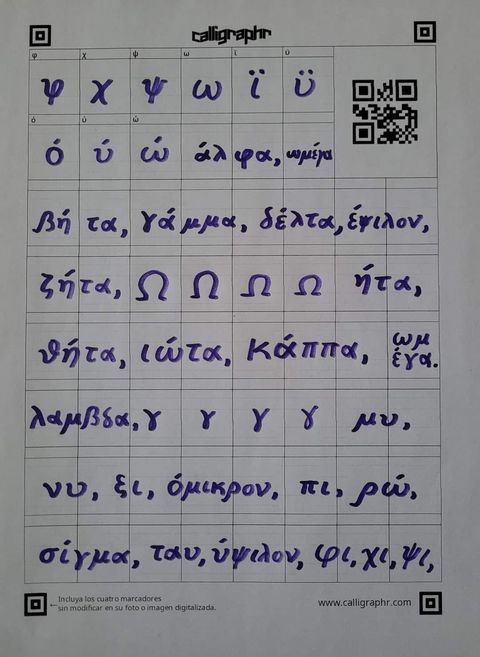 calligraphr
φ χ ψ ω ϊ ϋ
φ χ ψ ω ϊ ϋ
ό ύ ώ
ό ύ ώ άλφα, ωμέγα
βήτα, γάμμα, δέλτα, έψιλον,
ζήτα, Ω Ω Ω Ω ήτα,
θήτα, ιώτα, κάππα, ωμ
έγα.
λαμβδα, γ γ γ γ μυ,
νυ, ξι, όμικρον, πι, ρώ,
σίγμα, ταυ, ύψιλον, φι, χι, ψι,
← Incluya los cuatro marcadores
sin modificar en su foto o imagen digitalizada.
www.calligraphr.com